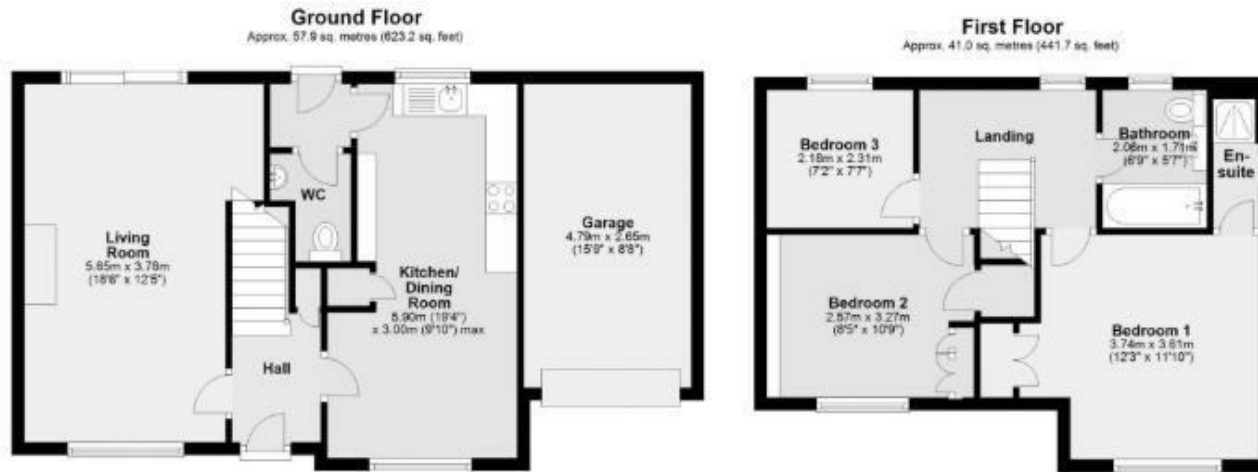 Ground Floor
Approx. 57.9 sq. metres (623.2 sq. feet)
Living
Room
5.65m x 3.78m
(18'6" x 12'5")
WC
Hall
Kitchen/
Dining
Room
5.90m (19'4")
x 3.00m (9'10") max
Garage
4.79m x 2.65m
(15'9" x 8'8")
First Floor
Approx. 41.0 sq. metres (441.7 sq. feet)
Bedroom 3
2.18m x 2.31m
(7'2" x 7'7")
Landing
Bathroom
2.06m x 1.71m
(6'9" x 5'7")
En-
suite
Bedroom 2
2.57m x 3.27m
(8'5" x 10'9")
Bedroom 1
3.74m x 3.61m
(12'3" x 11'10")